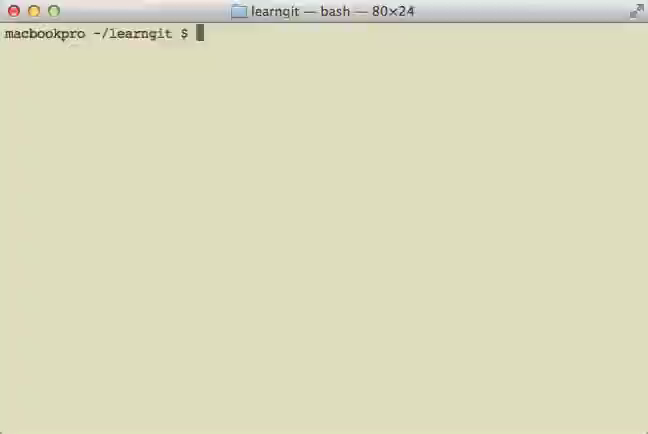 learngit — bash — 80×24
macbookpro ~/learngit $